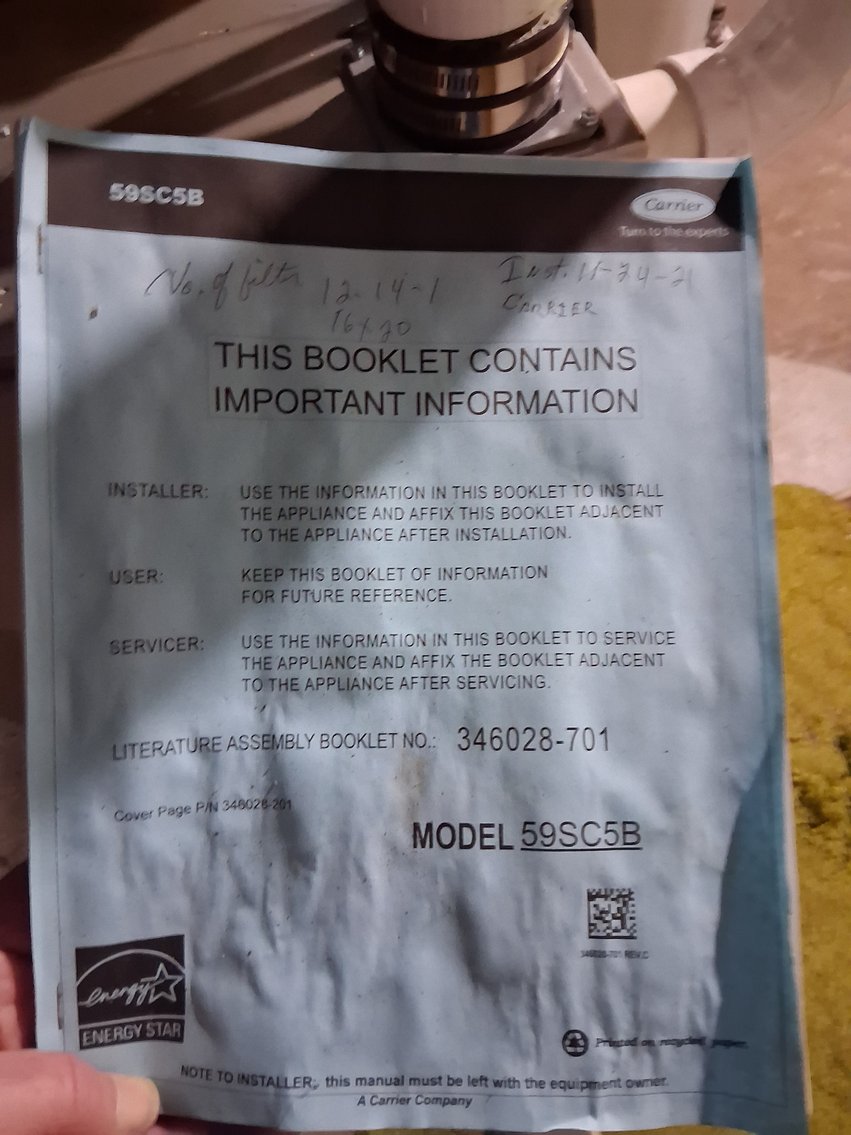 59SC5B
Carrier
Turn to the experts
No. of filter 12-14-1 Inst. 11-24-21
16x20 CARRIER
THIS BOOKLET CONTAINS
IMPORTANT INFORMATION
INSTALLER: USE THE INFORMATION IN THIS BOOKLET TO INSTALL
THE APPLIANCE AND AFFIX THIS BOOKLET ADJACENT
TO THE APPLIANCE AFTER INSTALLATION.
USER: KEEP THIS BOOKLET OF INFORMATION
FOR FUTURE REFERENCE.
SERVICER: USE THE INFORMATION IN THIS BOOKLET TO SERVICE
THE APPLIANCE AND AFFIX THE BOOKLET ADJACENT
TO THE APPLIANCE AFTER SERVICING.
LITERATURE ASSEMBLY BOOKLET NO.: 346028-701
Cover Page P/N 346028-201
MODEL 59SC5B
346028-701 REV.C
energy
ENERGY STAR
Printed on recycled paper.
NOTE TO INSTALLER: this manual must be left with the equipment owner.
A Carrier Company